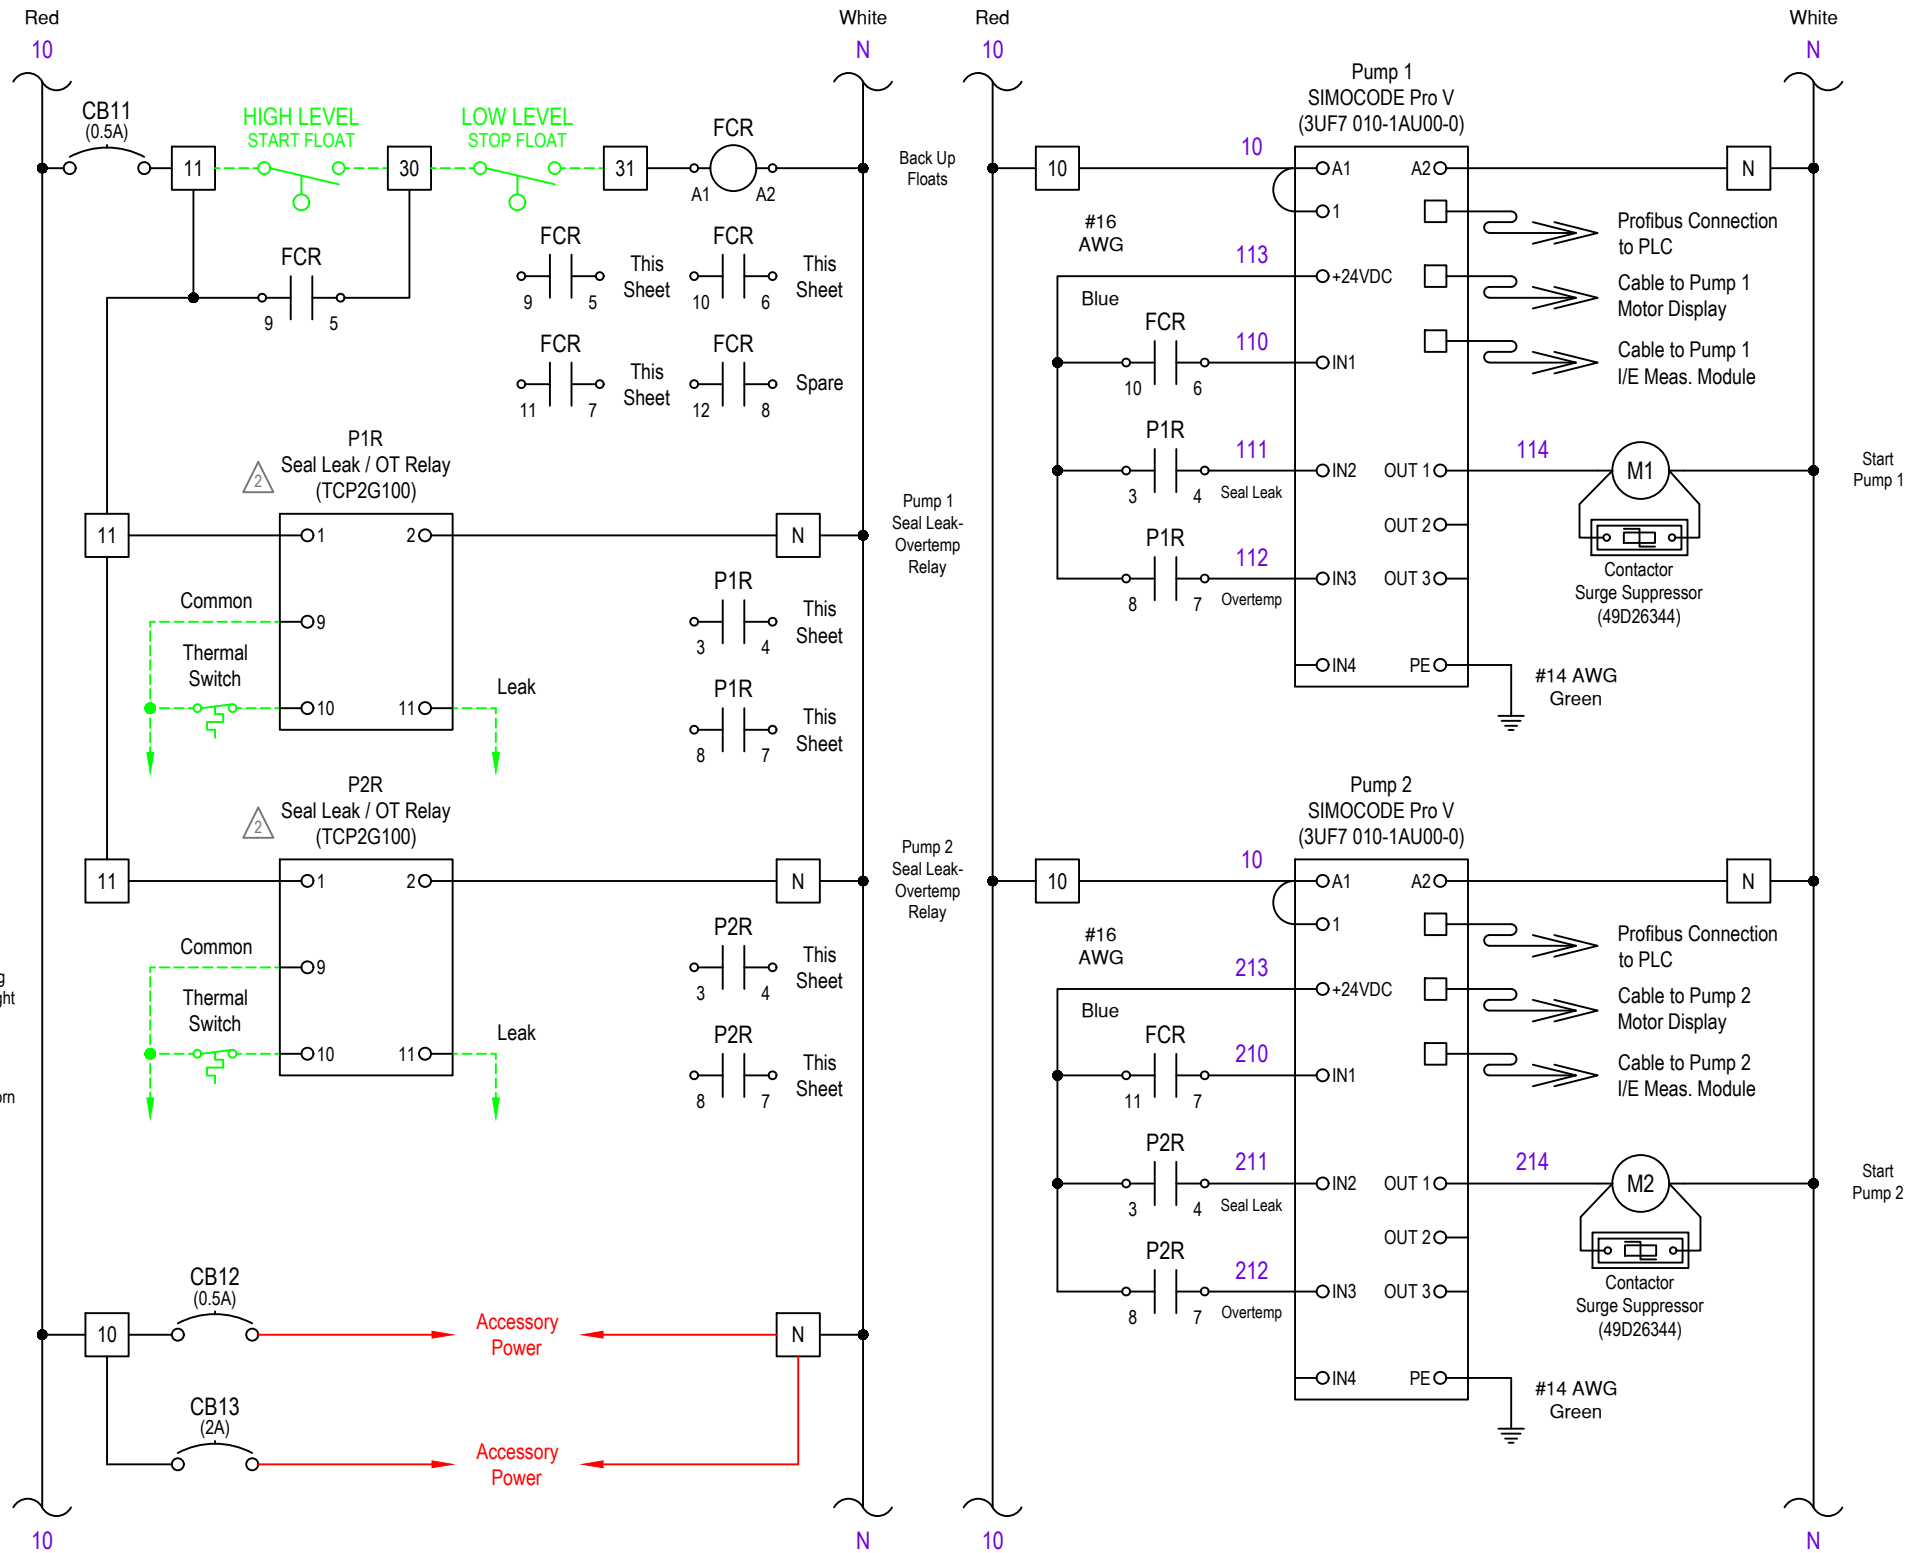 Red
10
White
N
CB11
(0.5A)
11
HIGH LEVEL
START FLOAT
30
LOW LEVEL
STOP FLOAT
31
FCR
A1
A2
Back Up
Floats
FCR
9
5
FCR
9
5
This
Sheet
FCR
10
6
This
Sheet
FCR
11
7
This
Sheet
FCR
12
8
Spare
P1R
Seal Leak / OT Relay
(TCP2G100)
2
11
1
2
N
Pump 1
Seal Leak-
Overtemp
Relay
Common
9
Thermal
Switch
10
11
Leak
P1R
3
4
This
Sheet
P1R
8
7
This
Sheet
P2R
Seal Leak / OT Relay
(TCP2G100)
2
11
1
2
N
Pump 2
Seal Leak-
Overtemp
Relay
Common
9
Thermal
Switch
10
11
Leak
P2R
3
4
This
Sheet
P2R
8
7
This
Sheet
10
CB12
(0.5A)
Accessory
Power
N
CB13
(2A)
Accessory
Power
10
N
Red
10
White
N
Pump 1
SIMOCODE Pro V
(3UF7 010-1AU00-0)
10
10
A1
A2
N
1
#16
AWG
Profibus Connection
to PLC
113
+24VDC
Blue
Cable to Pump 1
Motor Display
FCR
10
6
110
IN1
Cable to Pump 1
I/E Meas. Module
P1R
3
4
111
Seal Leak
IN2
OUT 1
114
M1
Start
Pump 1
OUT 2
P1R
8
7
112
Overtemp
IN3
OUT 3
Contactor
Surge Suppressor
(49D26344)
IN4
PE
#14 AWG
Green
Pump 2
SIMOCODE Pro V
(3UF7 010-1AU00-0)
10
10
A1
A2
N
1
#16
AWG
Profibus Connection
to PLC
213
+24VDC
Blue
Cable to Pump 2
Motor Display
FCR
11
7
210
IN1
Cable to Pump 2
I/E Meas. Module
P2R
3
4
211
Seal Leak
IN2
OUT 1
214
M2
Start
Pump 2
OUT 2
P2R
8
7
212
Overtemp
IN3
OUT 3
Contactor
Surge Suppressor
(49D26344)
IN4
PE
#14 AWG
Green
10
N